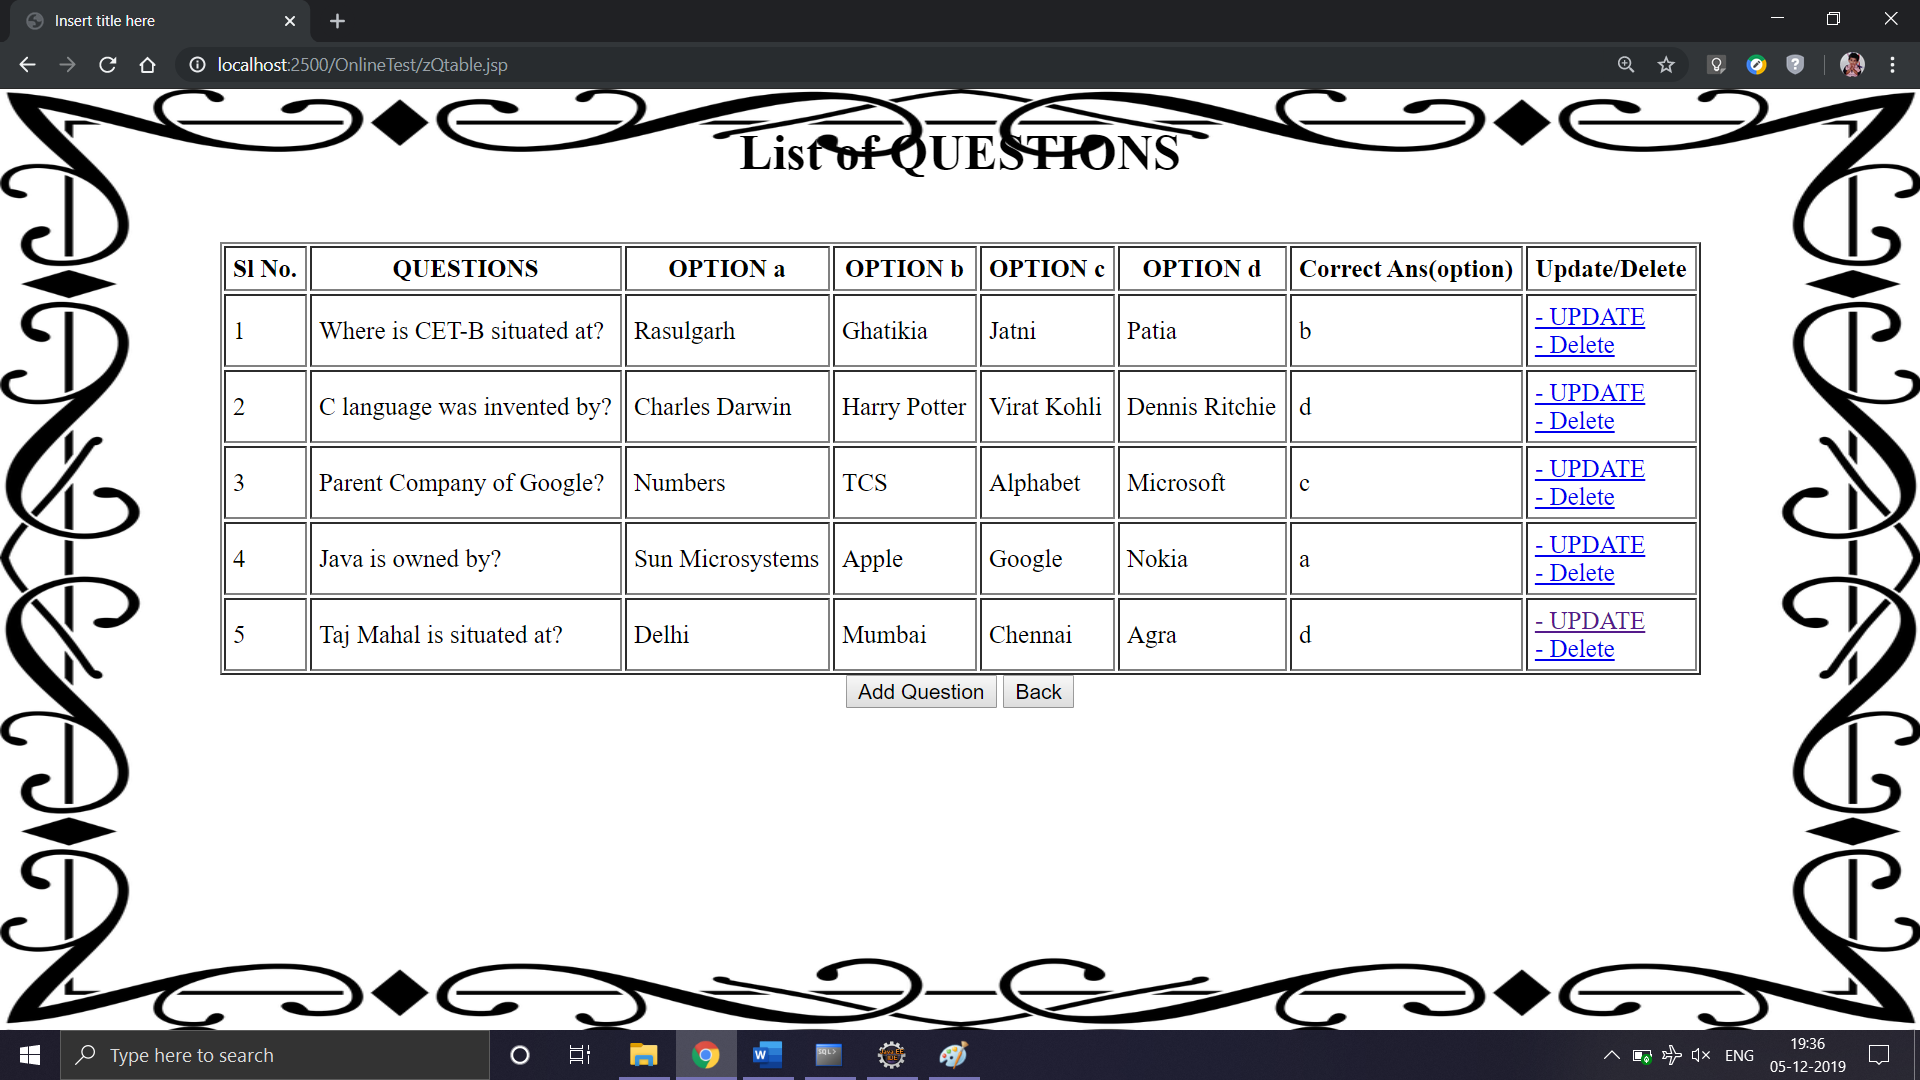 Insert title here
localhost:2500/OnlineTest/zQtable.jsp
List of QUESTIONS
Sl No. QUESTIONS OPTION a OPTION b OPTION c OPTION d Correct Ans(option) Update/Delete
1 Where is CET-B situated at? Rasulgarh Ghatikia Jatni Patia b - UPDATE
- Delete
2 C language was invented by? Charles Darwin Harry Potter Virat Kohli Dennis Ritchie d - UPDATE
- Delete
3 Parent Company of Google? Numbers TCS Alphabet Microsoft c - UPDATE
- Delete
4 Java is owned by? Sun Microsystems Apple Google Nokia a - UPDATE
- Delete
5 Taj Mahal is situated at? Delhi Mumbai Chennai Agra d - UPDATE
- Delete
Add Question Back
Type here to search
W
SQL>
ENG
19:36
05-12-2019